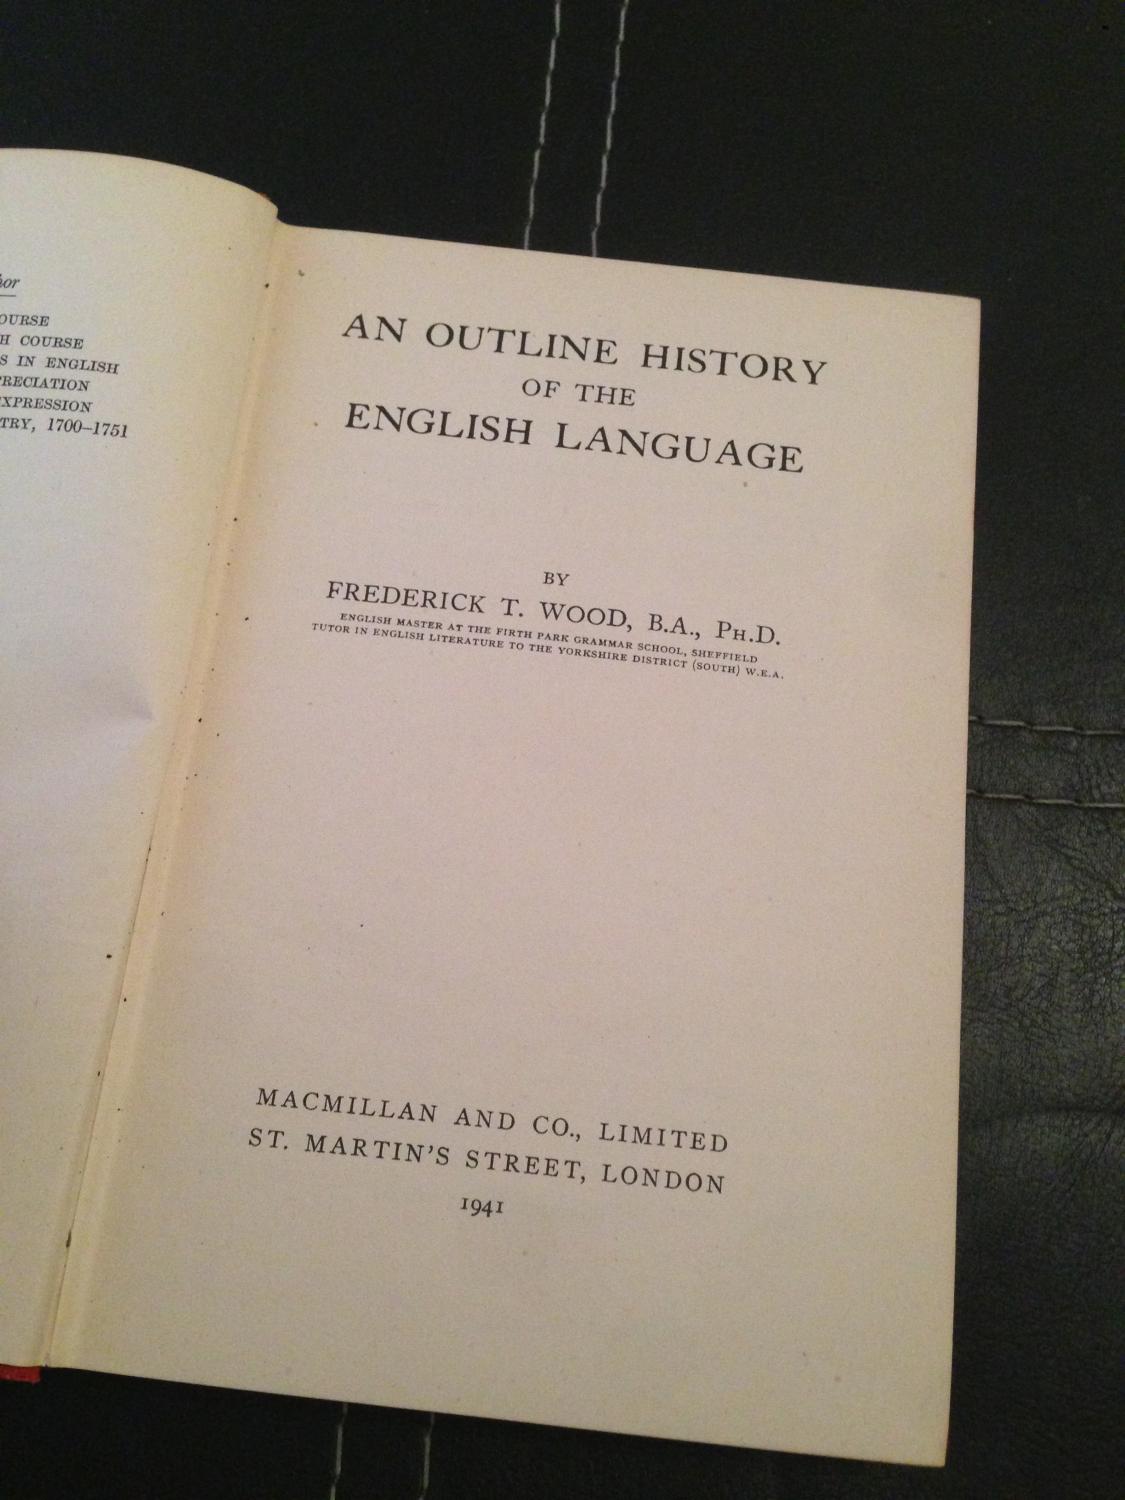 OURSE
H COURSE
S IN ENGLISH
RECIATION
XPRESSION
TRY, 1700–1751
AN OUTLINE HISTORY
OF THE
ENGLISH LANGUAGE
BY
FREDERICK T. WOOD, B.A., PH.D.
ENGLISH MASTER AT THE FIRTH PARK GRAMMAR SCHOOL, SHEFFIELD
TUTOR IN ENGLISH LITERATURE TO THE YORKSHIRE DISTRICT (SOUTH) W.E.A.
MACMILLAN AND CO., LIMITED
ST. MARTIN'S STREET, LONDON
1941